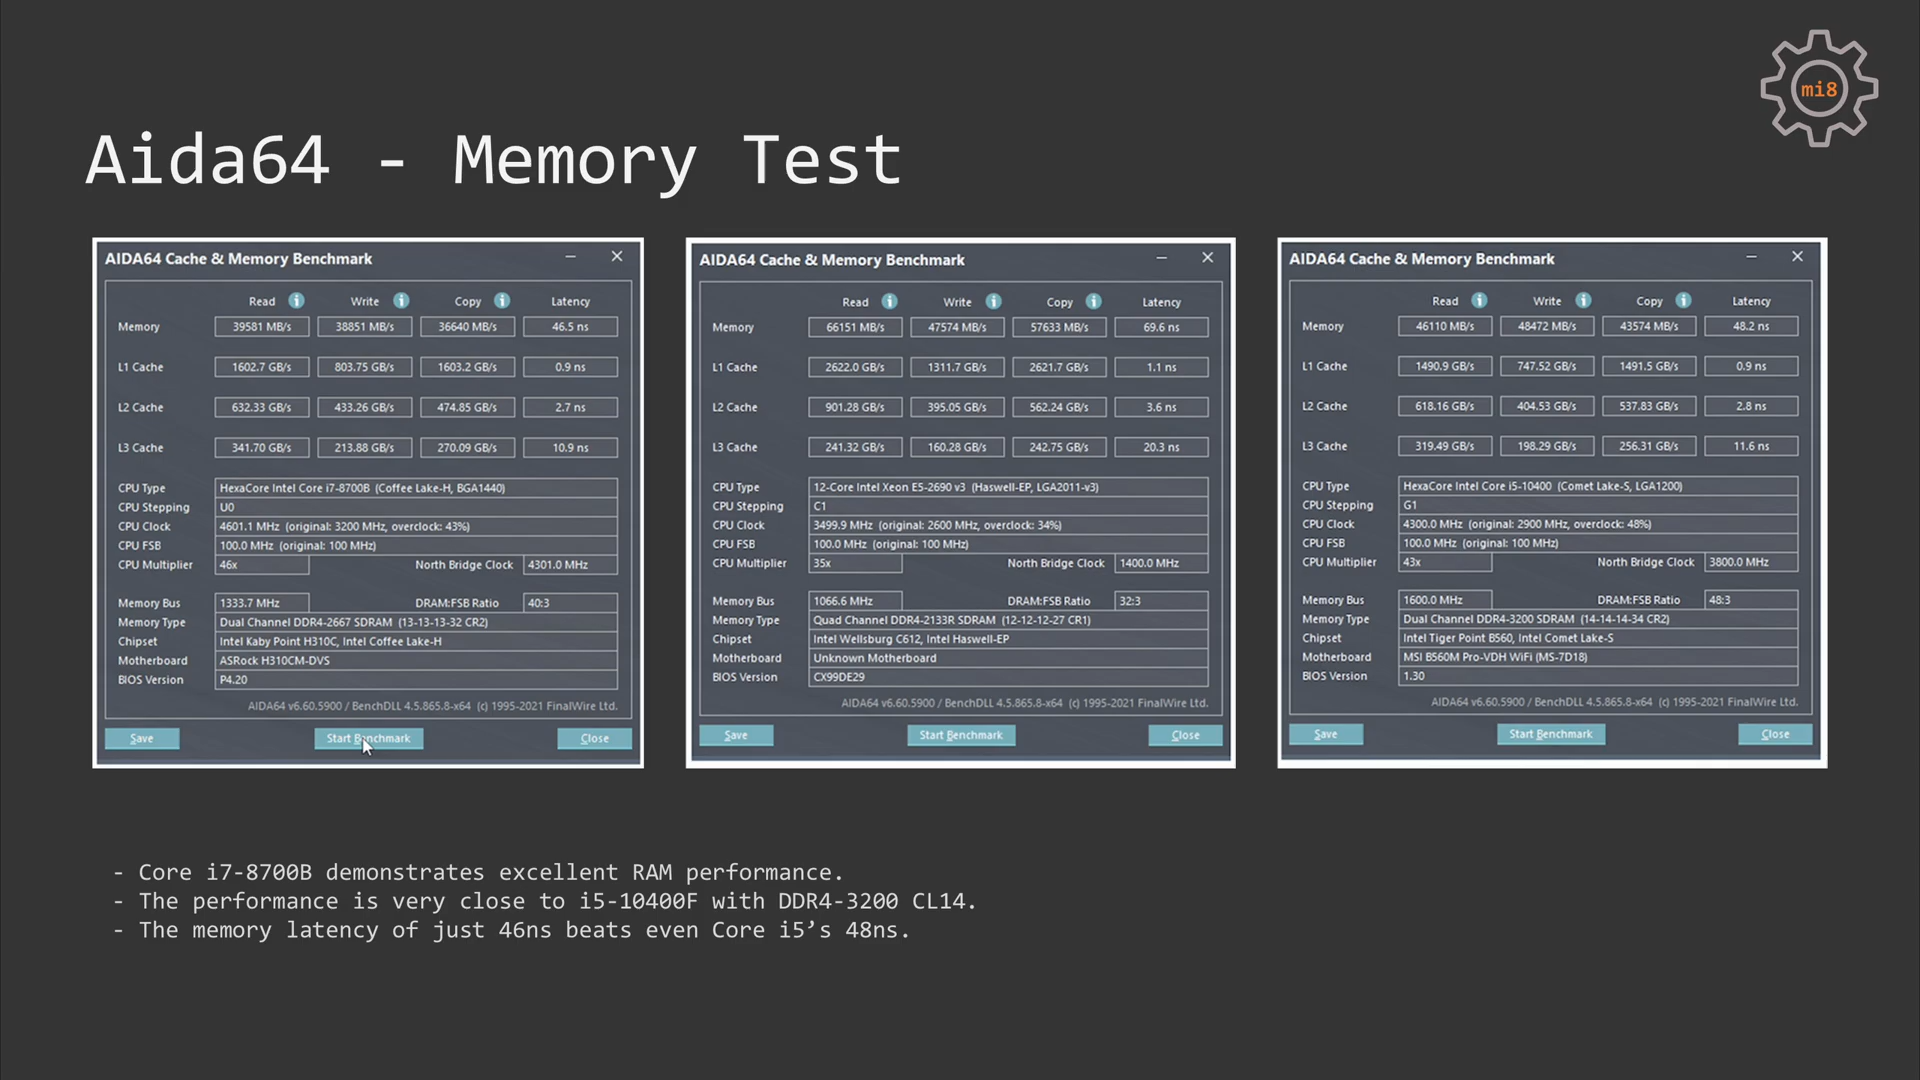 mi8
Aida64 - Memory Test
AIDA64 Cache & Memory Benchmark
Read Write Copy Latency
Memory 39581 MB/s 38851 MB/s 36640 MB/s 46.5 ns
L1 Cache 1602.7 GB/s 803.75 GB/s 1603.2 GB/s 0.9 ns
L2 Cache 632.33 GB/s 433.26 GB/s 474.85 GB/s 2.7 ns
L3 Cache 341.70 GB/s 213.88 GB/s 270.09 GB/s 10.9 ns
CPU Type HexaCore Intel Core i7-8700B (Coffee Lake-H, BGA1440)
CPU Stepping U0
CPU Clock 4601.1 MHz (original: 3200 MHz, overclock: 43%)
CPU FSB 100.0 MHz (original: 100 MHz)
CPU Multiplier 46x North Bridge Clock 4301.0 MHz
Memory Bus 1333.7 MHz DRAM:FSB Ratio 40:3
Memory Type Dual Channel DDR4-2667 SDRAM (13-13-13-32 CR2)
Chipset Intel Kaby Point H310C, Intel Coffee Lake-H
Motherboard ASRock H310CM-DVS
BIOS Version P4.20
AIDA64 v6.60.5900 / BenchDLL 4.5.865.8-x64 (c) 1995-2021 FinalWire Ltd.
Save Start Benchmark Close
AIDA64 Cache & Memory Benchmark
Read Write Copy Latency
Memory 66151 MB/s 47574 MB/s 57633 MB/s 69.6 ns
L1 Cache 2622.0 GB/s 1311.7 GB/s 2621.7 GB/s 1.1 ns
L2 Cache 901.28 GB/s 395.05 GB/s 562.24 GB/s 3.6 ns
L3 Cache 241.32 GB/s 160.28 GB/s 242.75 GB/s 20.3 ns
CPU Type 12-Core Intel Xeon E5-2690 v3 (Haswell-EP, LGA2011-v3)
CPU Stepping C1
CPU Clock 3499.9 MHz (original: 2600 MHz, overclock: 34%)
CPU FSB 100.0 MHz (original: 100 MHz)
CPU Multiplier 35x North Bridge Clock 1400.0 MHz
Memory Bus 1066.6 MHz DRAM:FSB Ratio 32:3
Memory Type Quad Channel DDR4-2133R SDRAM (12-12-12-27 CR1)
Chipset Intel Wellsburg C612, Intel Haswell-EP
Motherboard Unknown Motherboard
BIOS Version CX99DE29
AIDA64 v6.60.5900 / BenchDLL 4.5.865.8-x64 (c) 1995-2021 FinalWire Ltd.
Save Start Benchmark Close
AIDA64 Cache & Memory Benchmark
Read Write Copy Latency
Memory 46110 MB/s 48472 MB/s 43574 MB/s 48.2 ns
L1 Cache 1490.9 GB/s 747.52 GB/s 1491.5 GB/s 0.9 ns
L2 Cache 618.16 GB/s 404.53 GB/s 537.83 GB/s 2.8 ns
L3 Cache 319.49 GB/s 198.29 GB/s 256.31 GB/s 11.6 ns
CPU Type HexaCore Intel Core i5-10400 (Comet Lake-S, LGA1200)
CPU Stepping G1
CPU Clock 4300.0 MHz (original: 2900 MHz, overclock: 48%)
CPU FSB 100.0 MHz (original: 100 MHz)
CPU Multiplier 43x North Bridge Clock 3800.0 MHz
Memory Bus 1600.0 MHz DRAM:FSB Ratio 48:3
Memory Type Dual Channel DDR4-3200 SDRAM (14-14-14-34 CR2)
Chipset Intel Tiger Point B560, Intel Comet Lake-S
Motherboard MSI B560M Pro-VDH WiFi (MS-7D18)
BIOS Version 1.30
AIDA64 v6.60.5900 / BenchDLL 4.5.865.8-x64 (c) 1995-2021 FinalWire Ltd.
Save Start Benchmark Close
- Core i7-8700B demonstrates excellent RAM performance.
- The performance is very close to i5-10400F with DDR4-3200 CL14.
- The memory latency of just 46ns beats even Core i5’s 48ns.